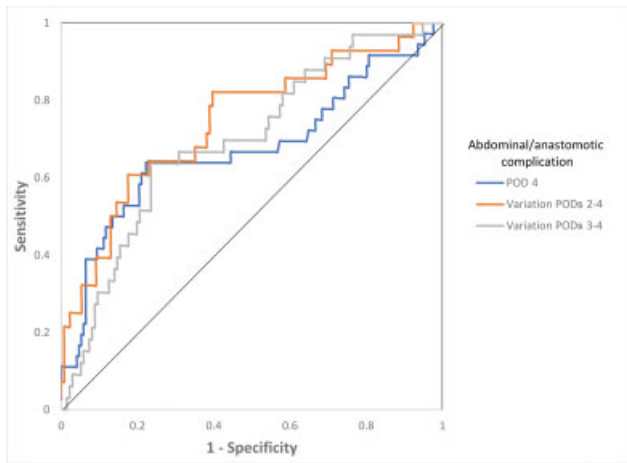 1
0.8
0.6
0.4
0.2
0
Sensitivity
0
0.2
0.4
0.6
0.8
1
1 - Specificity
Abdominal/anastomotic
complication
POD 4
Variation PODs 2-4
Variation PODs 3-4